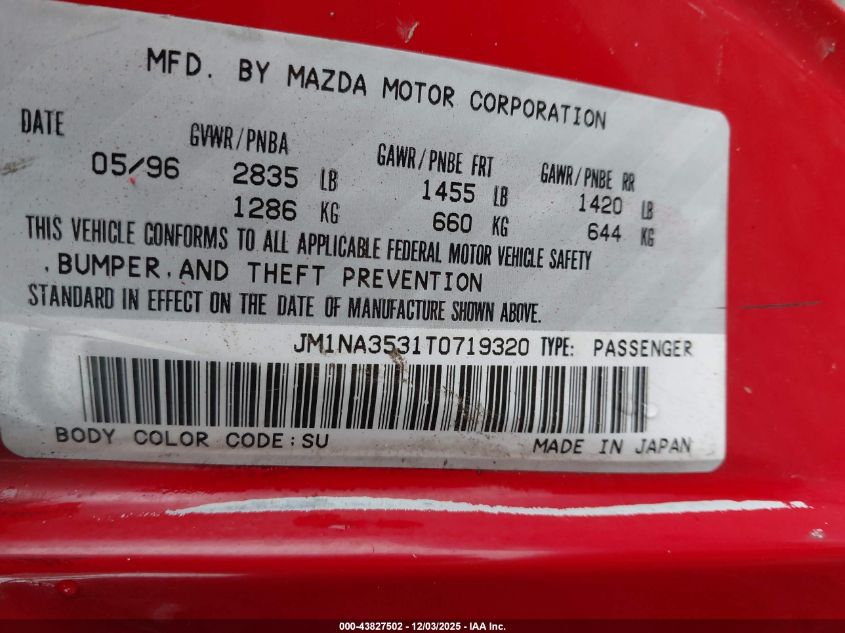 MFD. BY MAZDA MOTOR CORPORATION
DATE GVWR/PNBA GAWR/PNBE FRT GAWR/PNBE RR
05/96 2835 LB 1455 LB 1420 LB
1286 KG 660 KG 644 KG
THIS VEHICLE CONFORMS TO ALL APPLICABLE FEDERAL MOTOR VEHICLE SAFETY
, BUMPER, AND THEFT PREVENTION
STANDARD IN EFFECT ON THE DATE OF MANUFACTURE SHOWN ABOVE.
JM1NA3531T0719320 TYPE: PASSENGER
BODY COLOR CODE:SU MADE IN JAPAN
000-43827502 - 12/03/2025 - IAA Inc.